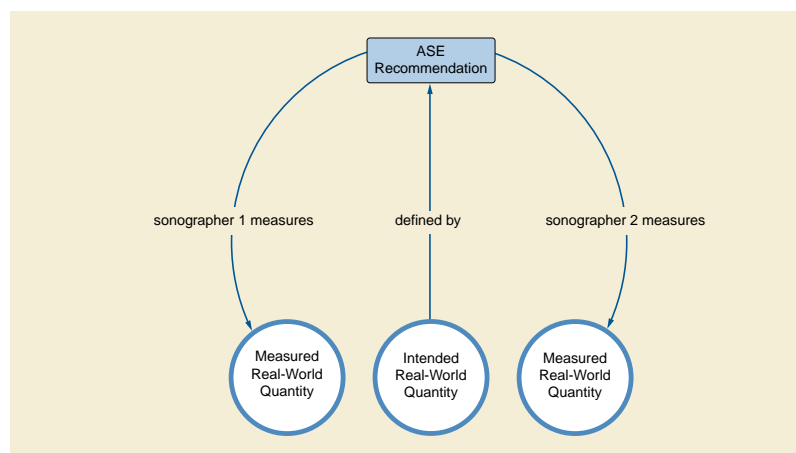 ASE
Recommendation
sonographer 1 measures
defined by
sonographer 2 measures
Measured
Real-World
Quantity
Intended
Real-World
Quantity
Measured
Real-World
Quantity